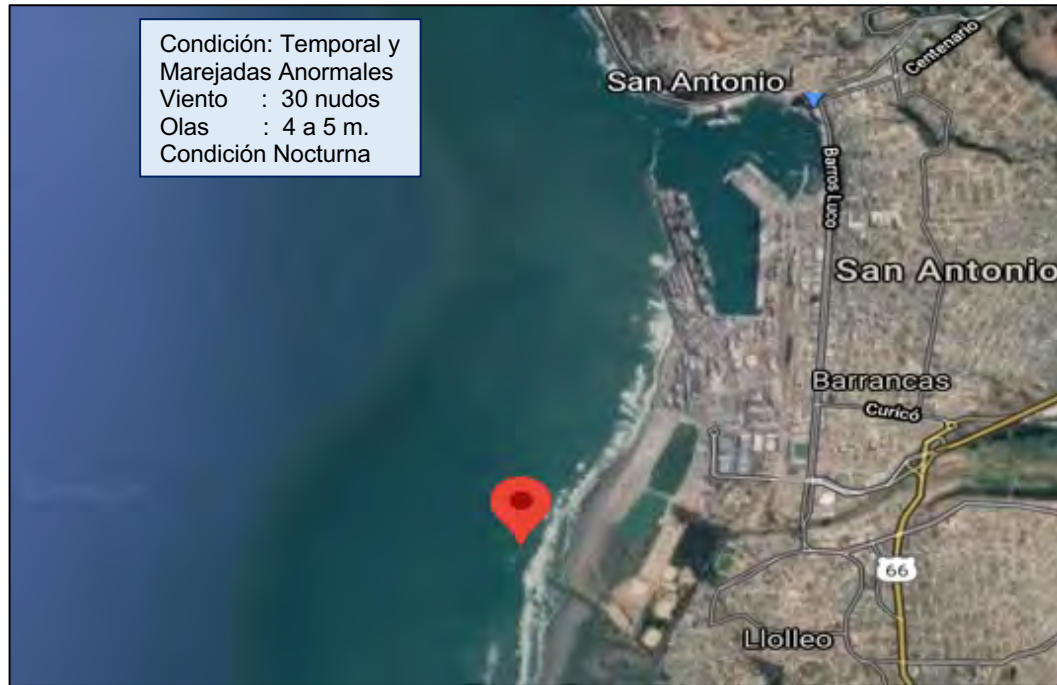 Condición: Temporal y
Marejadas Anormales
Viento : 30 nudos
Olas : 4 a 5 m.
Condición Nocturna
San Antonio
Centenario
Barros Luco
San Antonio
Barrancas
Curicó
66
Llolleo